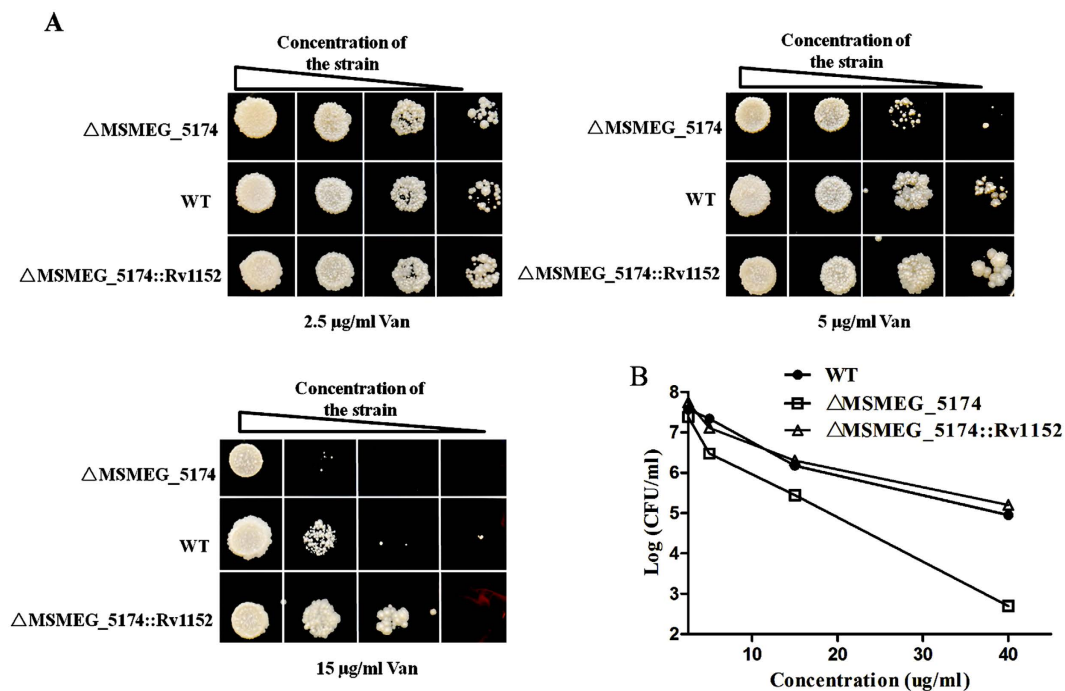 A
Concentration of
the strain
△MSMEG_5174
WT
△MSMEG_5174::Rv1152
2.5 μg/ml Van
Concentration of
the strain
△MSMEG_5174
WT
△MSMEG_5174::Rv1152
5 μg/ml Van
Concentration of
the strain
△MSMEG_5174
WT
△MSMEG_5174::Rv1152
15 μg/ml Van
B
WT
△MSMEG_5174
△MSMEG_5174::Rv1152
Log (CFU/ml)
8
7
6
5
4
3
2
10 20 30 40
Concentration (ug/ml)